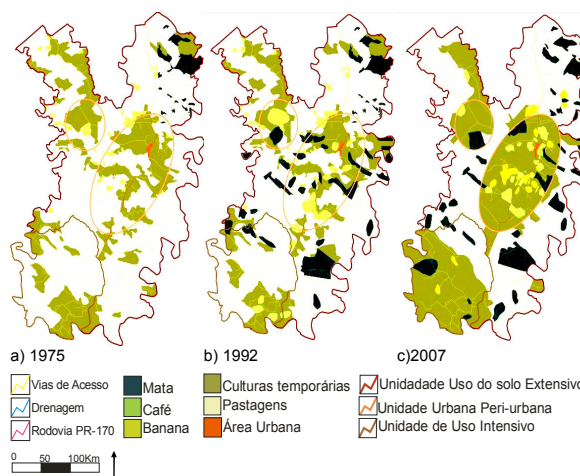 a) 1975
b) 1992
c)2007
Vias de Acesso
Drenagem
Rodovia PR-170
Mata
Café
Banana
Culturas temporárias
Pastagens
Área Urbana
Unidadade Uso do solo Extensivo
Unidade Urbana Peri-urbana
Unidade de Uso Intensivo
0 50 100Km